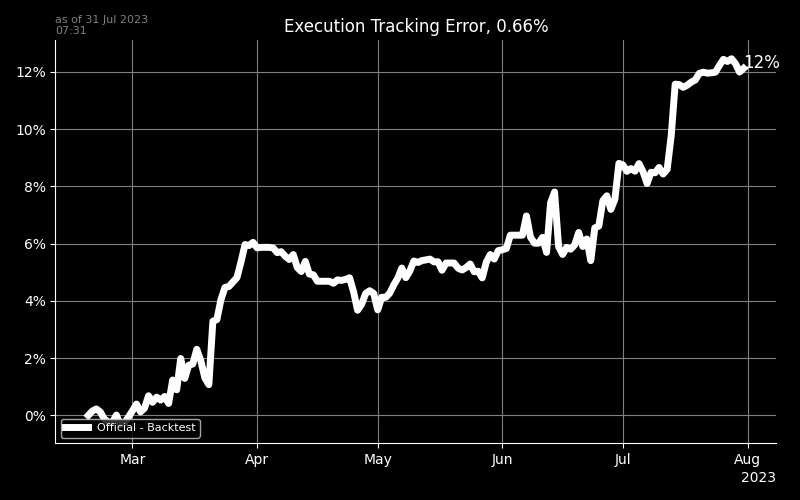 as of 31 Jul 2023
07:31
Execution Tracking Error, 0.66%
12%
12%
10%
8%
6%
4%
2%
0%
Official - Backtest
Mar Apr May Jun Jul Aug
2023